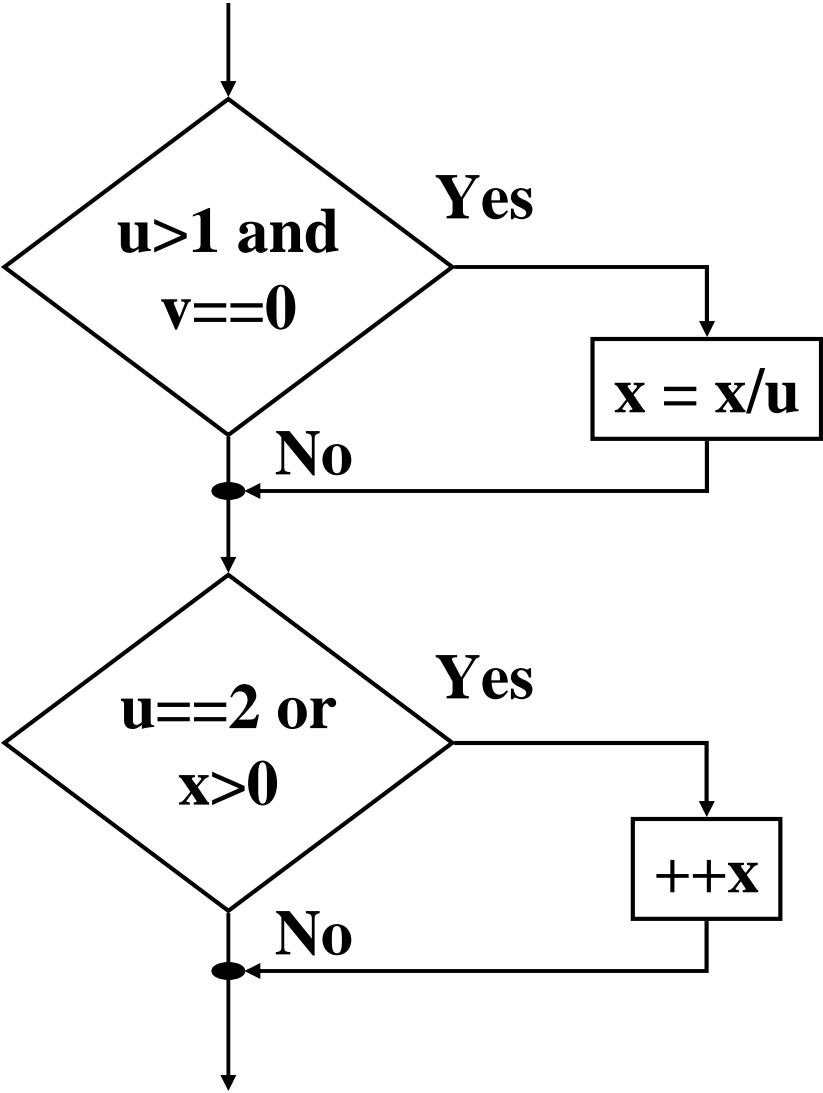 Yes
u>1 and
v==0
x = x/u
No
Yes
u==2 or
x>0
++x
No